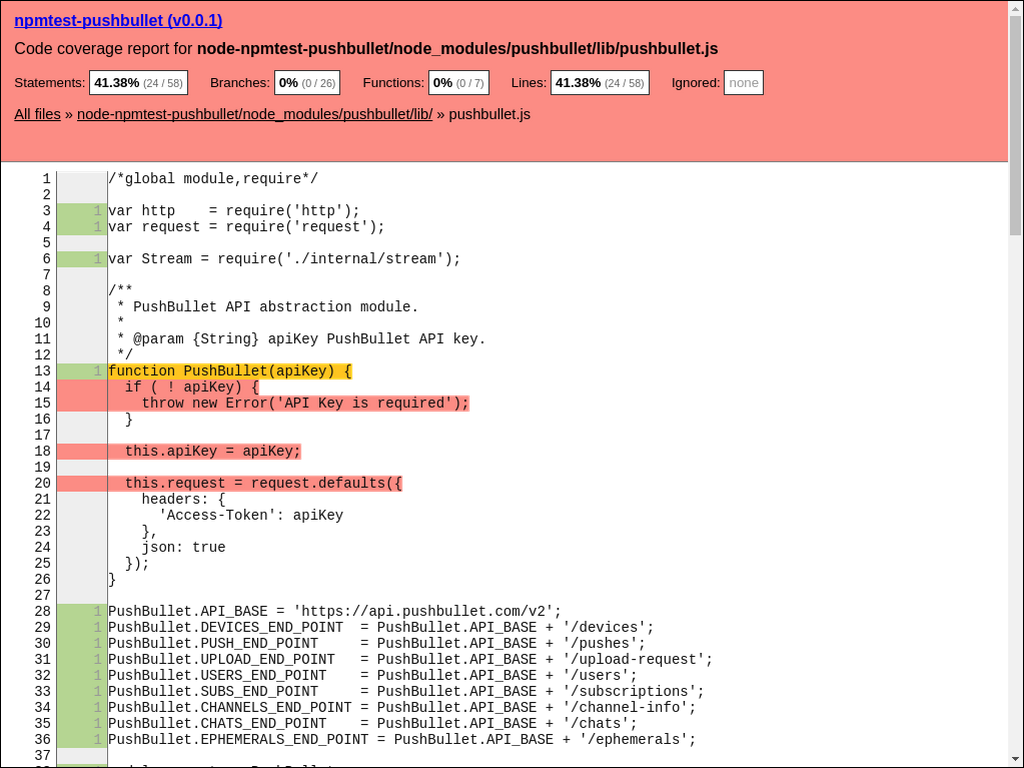 npmtest-pushbullet (v0.0.1)
Code coverage report for node-npmtest-pushbullet/node_modules/pushbullet/lib/pushbullet.js
Statements: 41.38% (24 / 58) Branches: 0% (0 / 26) Functions: 0% (0 / 7) Lines: 41.38% (24 / 58) Ignored: none
All files » node-npmtest-pushbullet/node_modules/pushbullet/lib/ » pushbullet.js
1 /*global module,require*/
2
3 1 var http    = require('http');
4 1 var request = require('request');
5
6 1 var Stream = require('./internal/stream');
7
8 /**
9  * PushBullet API abstraction module.
10  *
11  * @param {String} apiKey PushBullet API key.
12  */
13 1 function PushBullet(apiKey) {
14   if ( ! apiKey) {
15     throw new Error('API Key is required');
16   }
17
18   this.apiKey = apiKey;
19
20   this.request = request.defaults({
21     headers: {
22       'Access-Token': apiKey
23     },
24     json: true
25   });
26 }
27
28 1 PushBullet.API_BASE = 'https://api.pushbullet.com/v2';
29 1 PushBullet.DEVICES_END_POINT  = PushBullet.API_BASE + '/devices';
30 1 PushBullet.PUSH_END_POINT     = PushBullet.API_BASE + '/pushes';
31 1 PushBullet.UPLOAD_END_POINT   = PushBullet.API_BASE + '/upload-request';
32 1 PushBullet.USERS_END_POINT    = PushBullet.API_BASE + '/users';
33 1 PushBullet.SUBS_END_POINT     = PushBullet.API_BASE + '/subscriptions';
34 1 PushBullet.CHANNELS_END_POINT = PushBullet.API_BASE + '/channel-info';
35 1 PushBullet.CHATS_END_POINT    = PushBullet.API_BASE + '/chats';
36 1 PushBullet.EPHEMERALS_END_POINT = PushBullet.API_BASE + '/ephemerals';
37